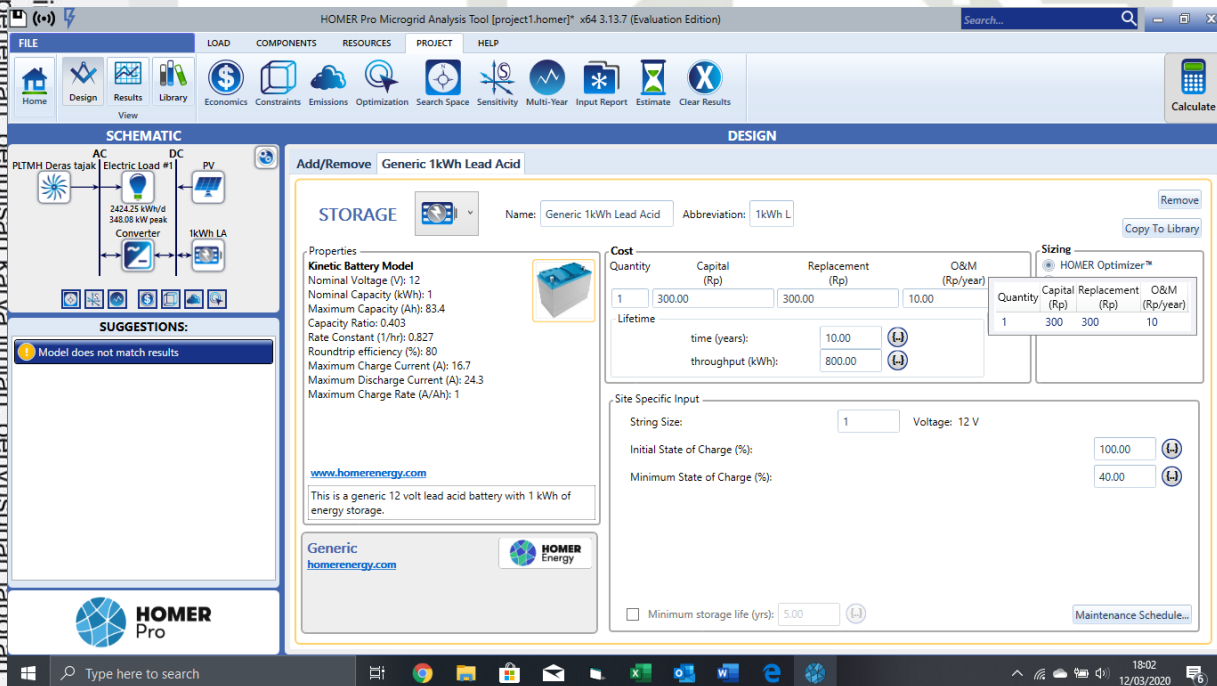 HOMER Pro Microgrid Analysis Tool [project1.homer]* x64 3.13.7 (Evaluation Edition)
Search...
FILE
LOAD COMPONENTS RESOURCES PROJECT HELP
Home
Design
Results
Library
View
Economics
Constraints
Emissions
Optimization
Search Space
Sensitivity
Multi-Year
Input Report
Estimate
Clear Results
Calculate
SCHEMATIC
AC DC
PLTMH Deras tajak
Electric Load #1
PV
2424.25 kWh/d
348.08 kW peak
Converter
1kWh LA
SUGGESTIONS:
Model does not match results
HOMER
Pro
DESIGN
Add/Remove Generic 1kWh Lead Acid
STORAGE
Name: Generic 1kWh Lead Acid
Abbreviation: 1kWh L
Remove
Copy To Library
Properties
Kinetic Battery Model
Nominal Voltage (V): 12
Nominal Capacity (kWh): 1
Maximum Capacity (Ah): 83.4
Capacity Ratio: 0.403
Rate Constant (1/hr): 0.827
Roundtrip efficiency (%): 80
Maximum Charge Current (A): 16.7
Maximum Discharge Current (A): 24.3
Maximum Charge Rate (A/Ah): 1
www.homerenergy.com
This is a generic 12 volt lead acid battery with 1 kWh of
energy storage.
Generic
homerenergy.com
HOMER
Energy
Cost
Quantity Capital Replacement O&M
(Rp) (Rp) (Rp/year)
1 300.00 300.00 10.00
Lifetime
time (years): 10.00
throughput (kWh): 800.00
Sizing
HOMER Optimizer™
Quantity Capital Replacement O&M
(Rp) (Rp) (Rp/year)
1 300 300 10
Site Specific Input
String Size: 1 Voltage: 12 V
Initial State of Charge (%): 100.00
Minimum State of Charge (%): 40.00
Minimum storage life (yrs): 5.00
Maintenance Schedule...
Type here to search
18:02
12/03/2020
6